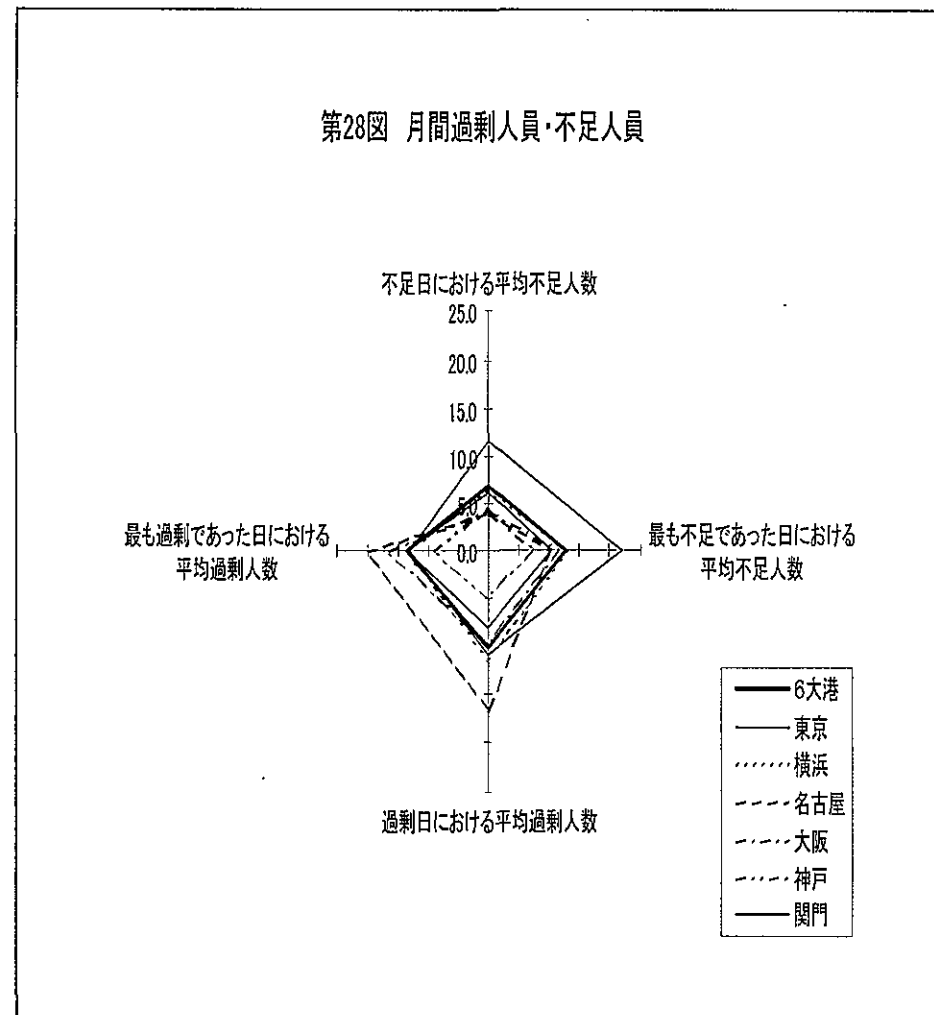 第28図 月間過剰人員・不足人員
不足日における平均不足人数
25.0
20.0
15.0
10.0
5.0
0.0
最も過剰であった日における
平均過剰人数
最も不足であった日における
平均不足人数
過剰日における平均過剰人数
6大港
東京
横浜
名古屋
大阪
神戸
関門